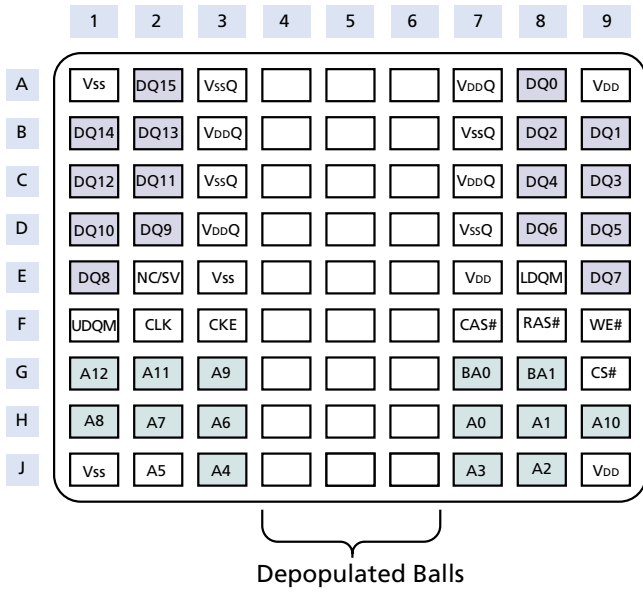 1 2 3 4 5 6 7 8 9
A Vss DQ15 VssQ VDDQ DQ0 VDD
B DQ14 DQ13 VDDQ VssQ DQ2 DQ1
C DQ12 DQ11 VssQ VDDQ DQ4 DQ3
D DQ10 DQ9 VDDQ VssQ DQ6 DQ5
E DQ8 NC/SV Vss VDD LDQM DQ7
F UDQM CLK CKE CAS# RAS# WE#
G A12 A11 A9 BA0 BA1 CS#
H A8 A7 A6 A0 A1 A10
J Vss A5 A4 A3 A2 VDD
Depopulated Balls